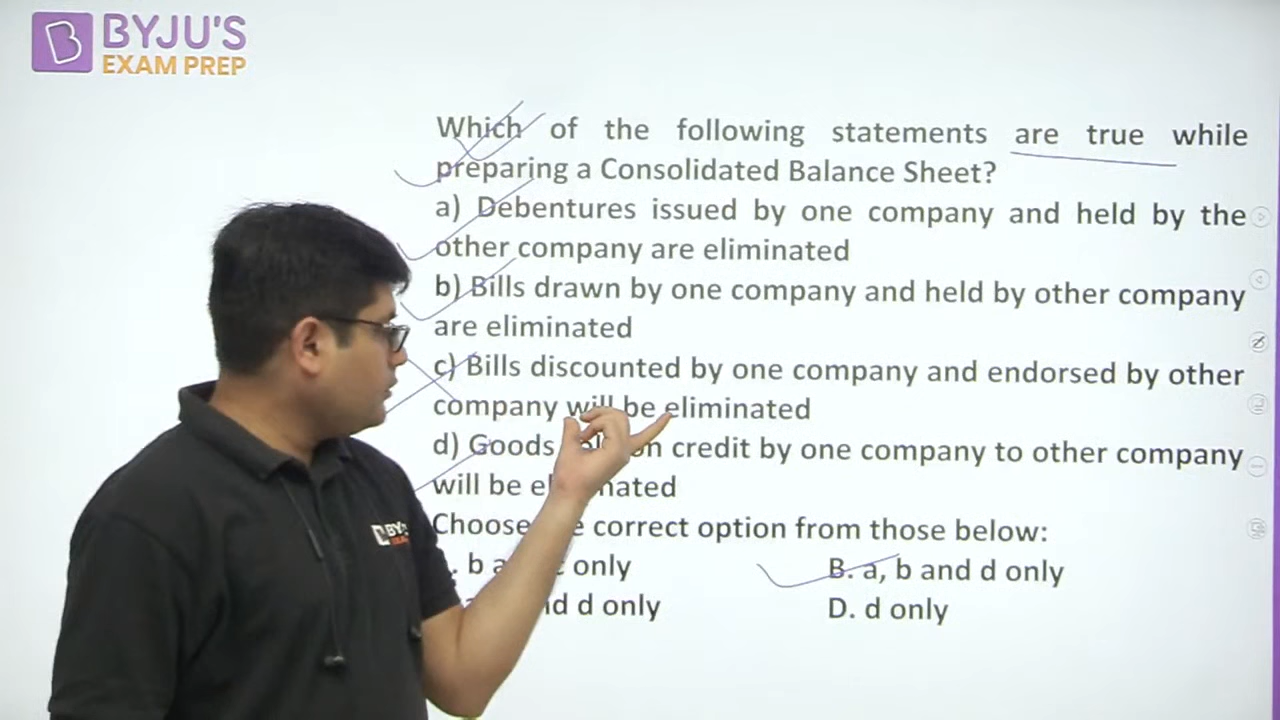 BYJU'S
EXAM PREP
Which of the following statements are true while
preparing a Consolidated Balance Sheet?
a) Debentures issued by one company and held by the
other company are eliminated
b) Bills drawn by one company and held by other company
are eliminated
c) Bills discounted by one company and endorsed by other
company will be eliminated
d) Goods on credit by one company to other company
will be eliminated
Choose correct option from those below:
b only
B. a, b and d only
d only
D. d only
BYJ